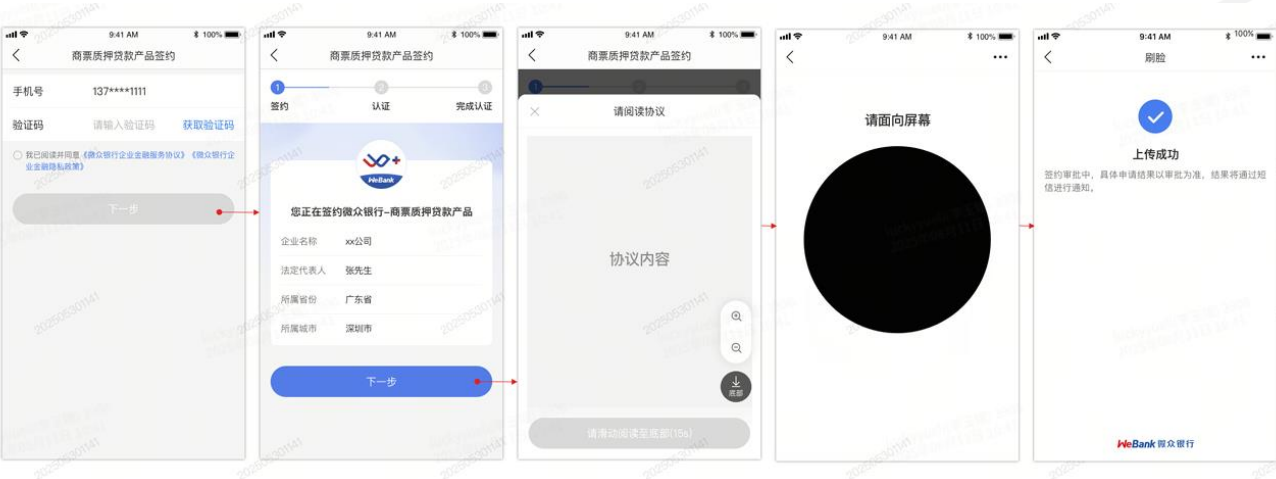 9:41 AM
100%
商票质押贷款产品签约
手机号 137****1111
验证码 请输入验证码 获取验证码
我已阅读并同意《微众银行企业金融服务协议》《微众银行企
业金融隐私政策》
下一步
9:41 AM
100%
商票质押贷款产品签约
1 2 3
签约 认证 完成认证
WeBank
您正在签约微众银行-商票质押贷款产品
企业名称 xx公司
法定代表人 张先生
所属省份 广东省
所属城市 深圳市
下一步
9:41 AM
100%
商票质押贷款产品签约
请阅读协议
协议内容
底部
请滑动阅读至底部(15s)
9:41 AM
100%
请面向屏幕
9:41 AM
100%
刷脸
上传成功
签约审批中，具体申请结果以审批为准，结果将通过短
信进行通知。
WeBank 微众银行
202505301141